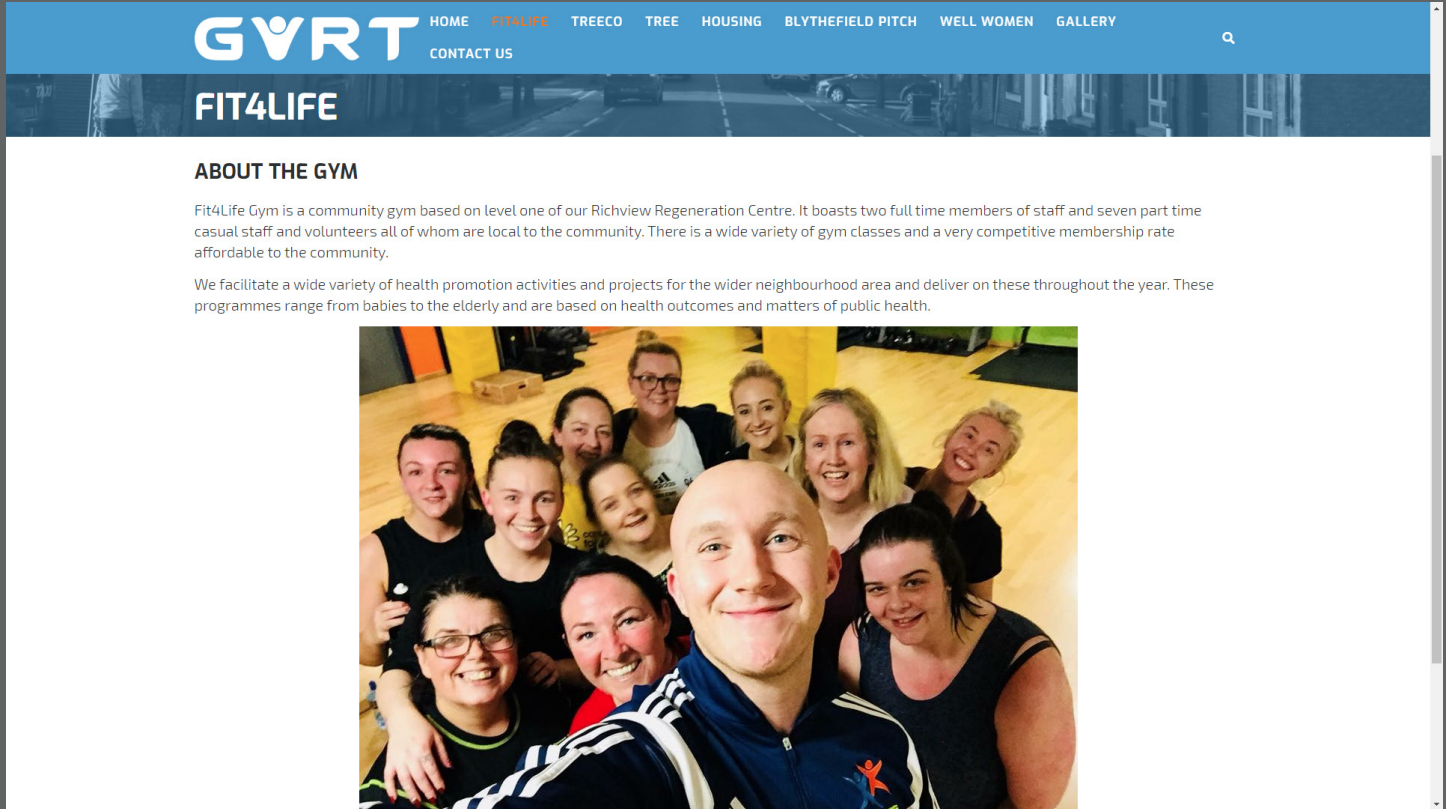 GVRT
HOME FIT4LIFE TREECO TREE HOUSING BLYTHEFIELD PITCH WELL WOMEN GALLERY
CONTACT US
FIT4LIFE
ABOUT THE GYM
Fit4Life Gym is a community gym based on level one of our Richview Regeneration Centre. It boasts two full time members of staff and seven part time
casual staff and volunteers all of whom are local to the community. There is a wide variety of gym classes and a very competitive membership rate
affordable to the community.
We facilitate a wide variety of health promotion activities and projects for the wider neighbourhood area and deliver on these throughout the year. These
programmes range from babies to the elderly and are based on health outcomes and matters of public health.
adidas